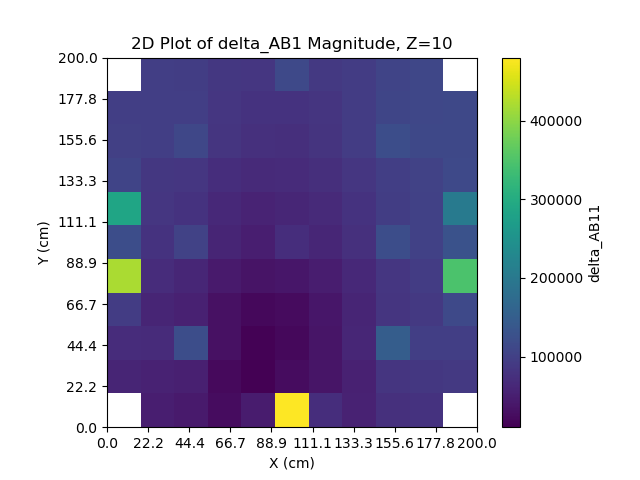 2D Plot of delta_AB1 Magnitude, Z=10
200.0
177.8
155.6
133.3
111.1
88.9
66.7
44.4
22.2
0.0
Y (cm)
0.0 22.2 44.4 66.7 88.9 111.1 133.3 155.6 177.8 200.0
X (cm)
400000
300000
200000
100000
delta_AB11